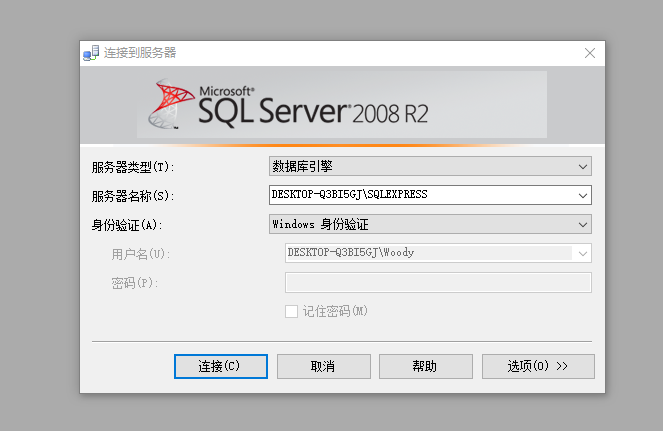 连接到服务器
Microsoft®
SQL Server® 2008 R2
服务器类型(T):
数据库引擎
服务器名称(S):
DESKTOP-Q3BI5GJ\SQLEXPRESS
身份验证(A):
Windows 身份验证
用户名(U):
DESKTOP-Q3BI5GJ\Woody
密码(P):
记住密码(M)
连接(C) 取消 帮助 选项(O) >>